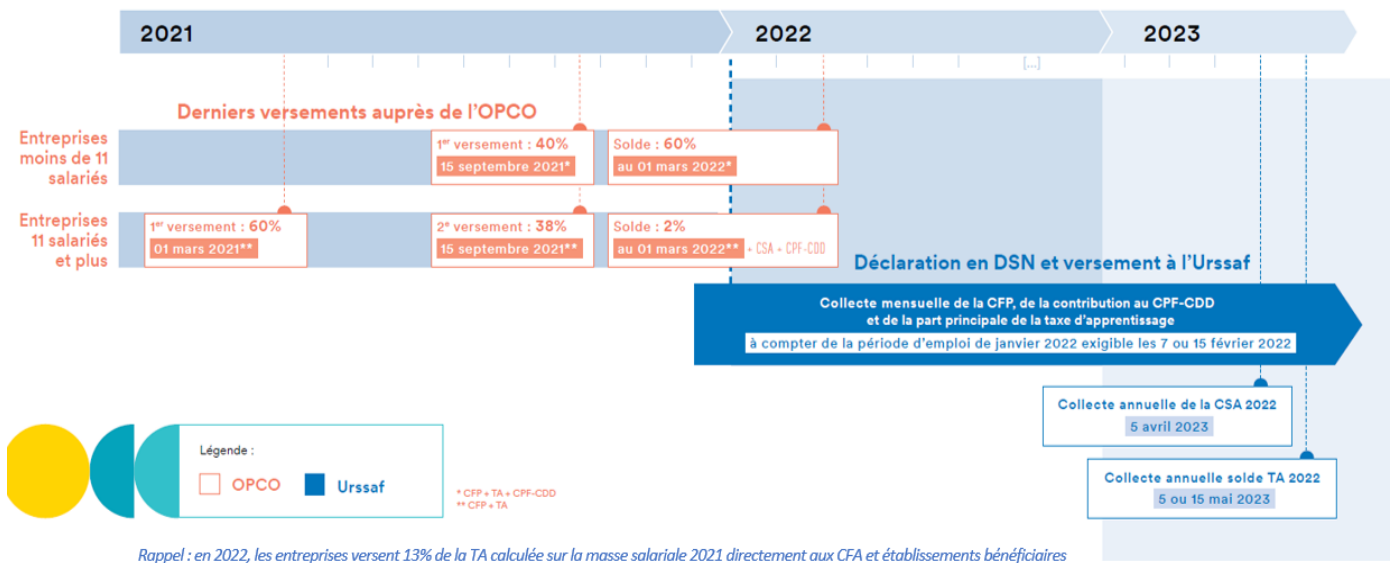 2021
2022
2023
[...]
Derniers versements auprès de l'OPCO
Entreprises
moins de 11
salariés
1er versement : 40%
15 septembre 2021*
Solde : 60%
au 01 mars 2022*
Entreprises
11 salariés
et plus
1er versement : 60%
01 mars 2021**
2e versement : 38%
15 septembre 2021**
Solde : 2%
au 01 mars 2022** + CSA + CPF-CDD
Déclaration en DSN et versement à l'Urssaf
Collecte mensuelle de la CFP, de la contribution au CPF-CDD
et de la part principale de la taxe d'apprentissage
à compter de la période d'emploi de janvier 2022 exigible les 7 ou 15 février 2022
Collecte annuelle de la CSA 2022
5 avril 2023
Collecte annuelle solde TA 2022
5 ou 15 mai 2023
Légende :
OPCO
Urssaf
* CFP + TA + CPF-CDD
** CFP + TA
Rappel : en 2022, les entreprises versent 13% de la TA calculée sur la masse salariale 2021 directement aux CFA et établissements bénéficiaires